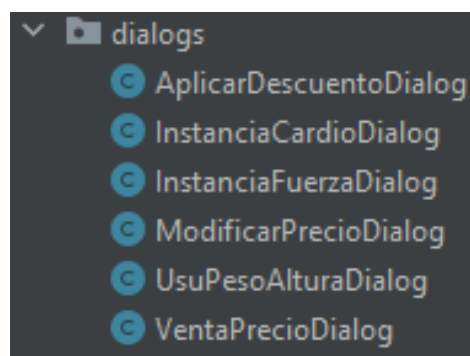 dialogs
AplicarDescuentoDialog
InstanciaCardioDialog
InstanciaFuerzaDialog
ModificarPrecioDialog
UsuPesoAlturaDialog
VentaPrecioDialog